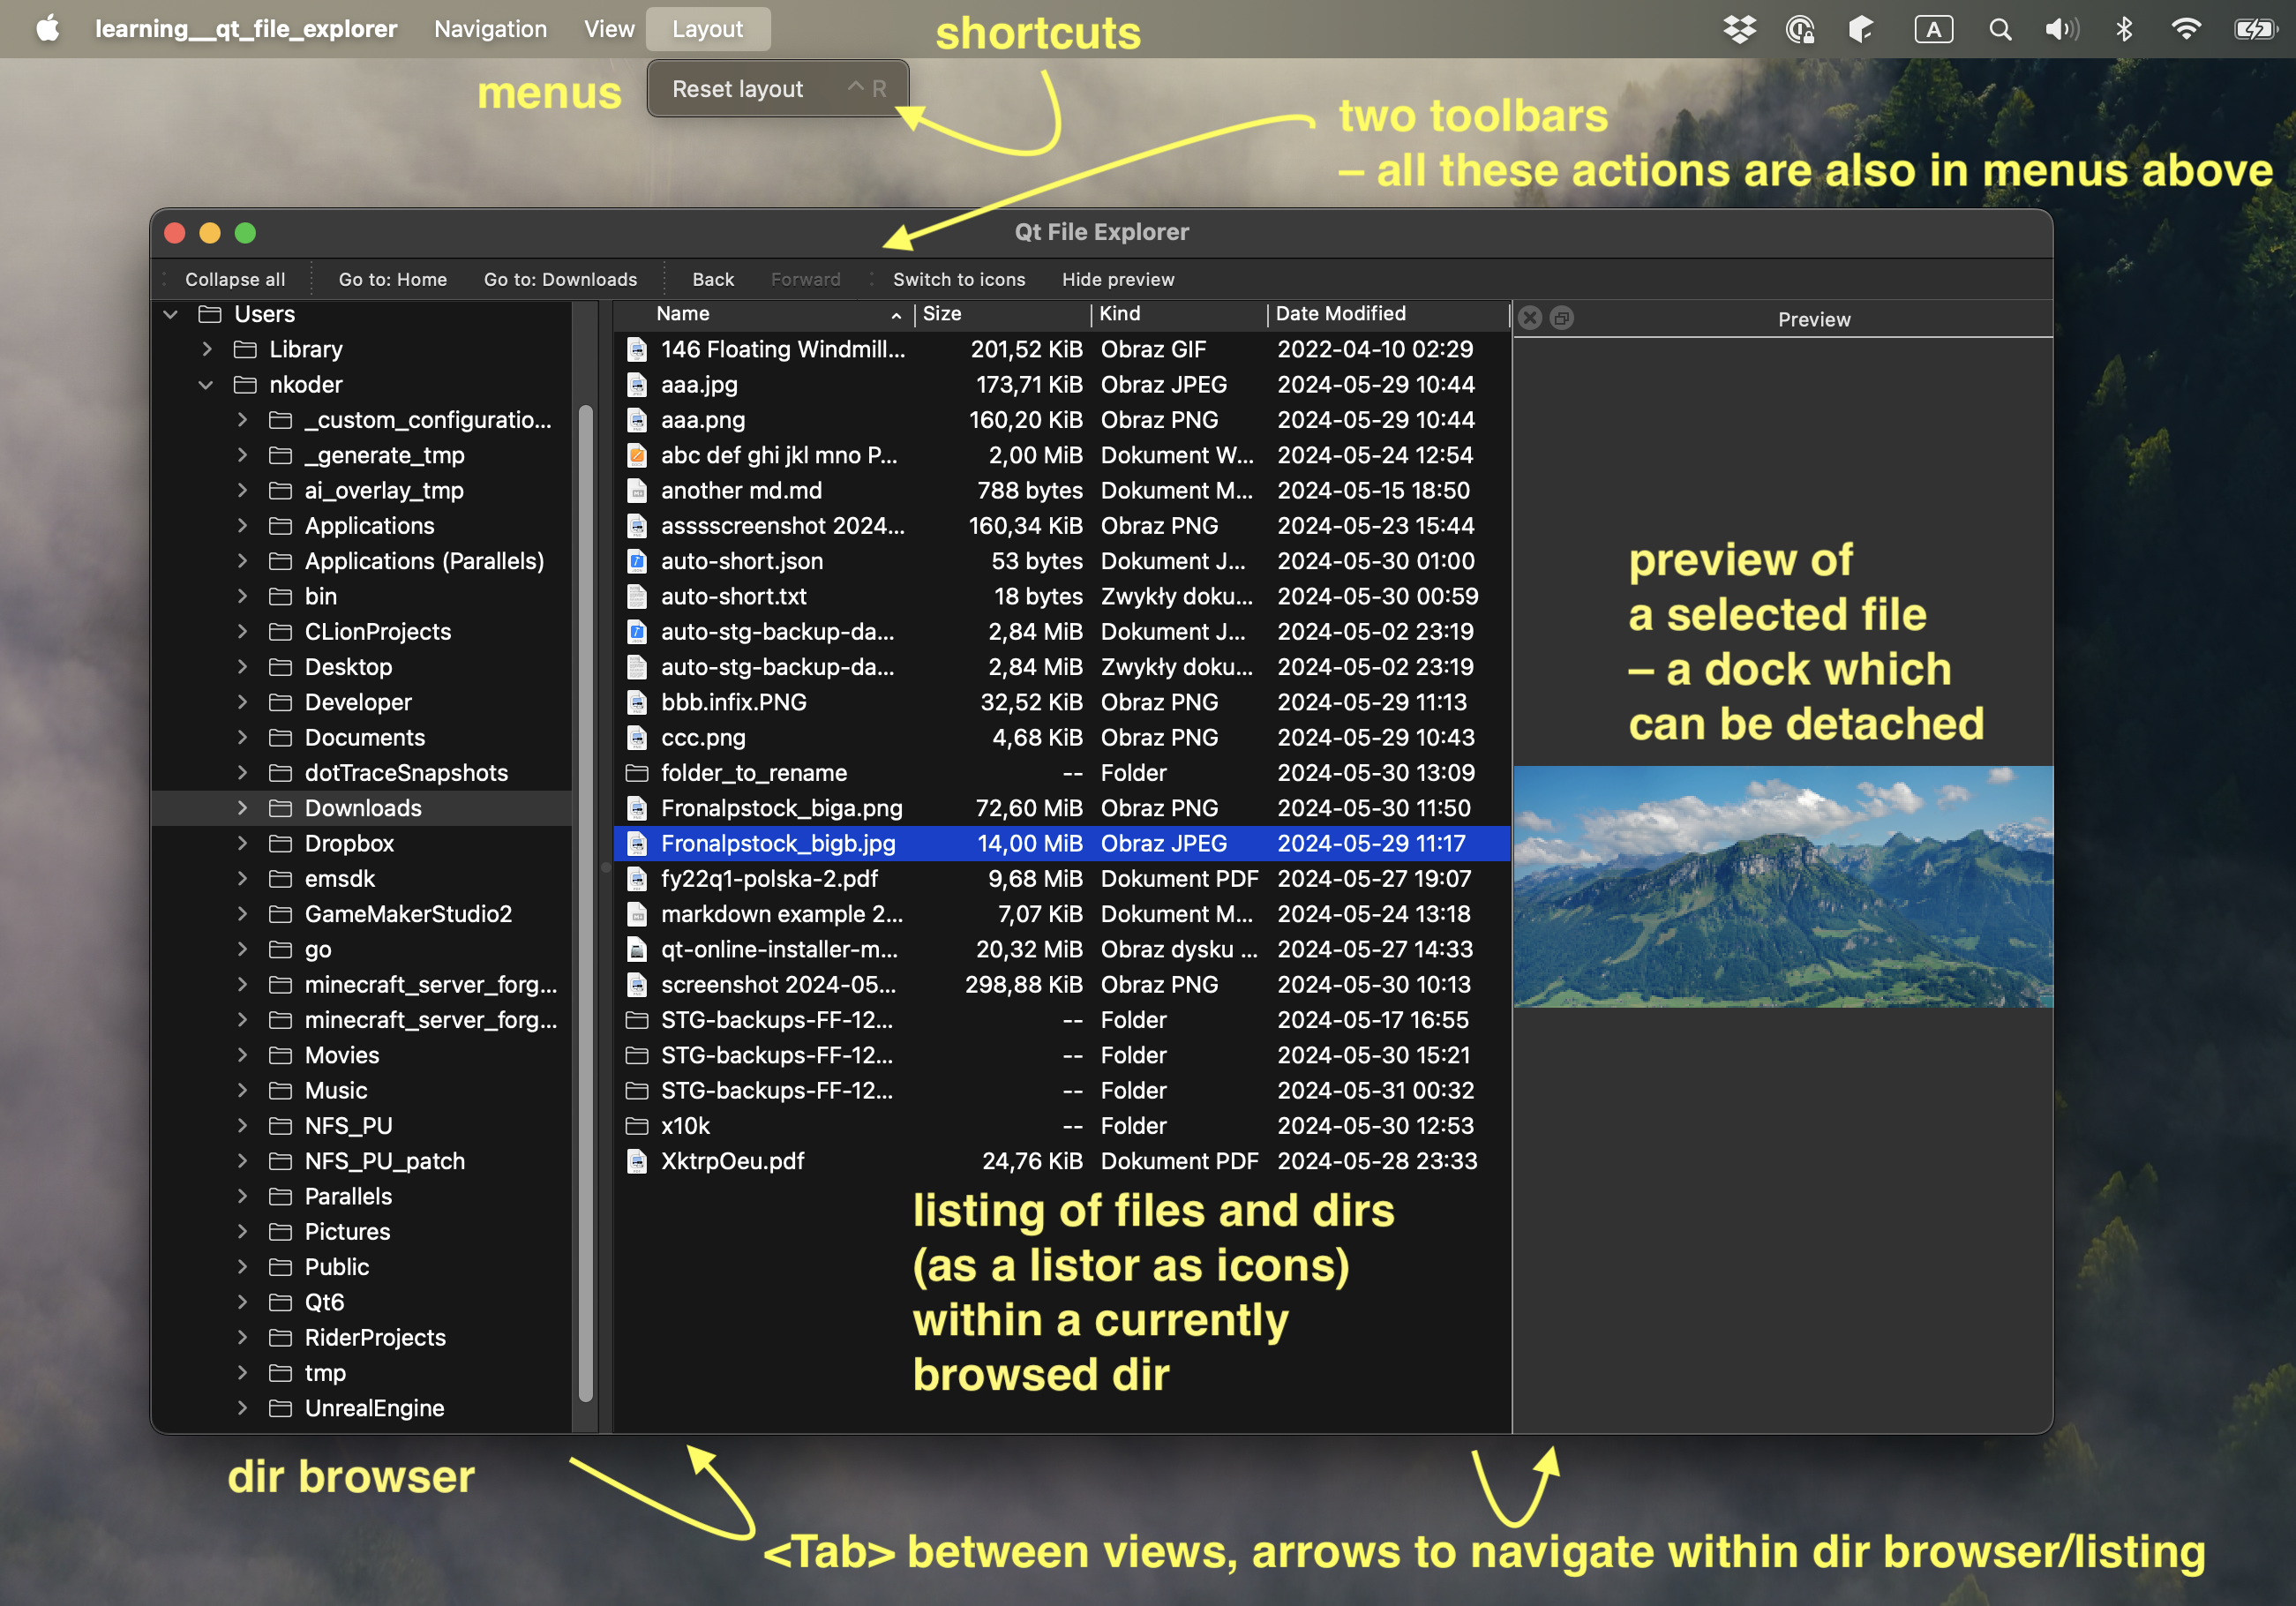 learning__qt_file_explorer Navigation View Layout
shortcuts
A
menus
Reset layout ^ R
two toolbars
– all these actions are also in menus above
Qt File Explorer
Collapse all Go to: Home Go to: Downloads Back Forward Switch to icons Hide preview
Users
Library
nkoder
_custom_configuratio...
_generate_tmp
ai_overlay_tmp
Applications
Applications (Parallels)
bin
CLionProjects
Desktop
Developer
Documents
dotTraceSnapshots
Downloads
Dropbox
emsdk
GameMakerStudio2
go
minecraft_server_forg...
minecraft_server_forg...
Movies
Music
NFS_PU
NFS_PU_patch
Parallels
Pictures
Public
Qt6
RiderProjects
tmp
UnrealEngine
Name Size Kind Date Modified
146 Floating Windmill... 201,52 KiB Obraz GIF 2022-04-10 02:29
aaa.jpg 173,71 KiB Obraz JPEG 2024-05-29 10:44
aaa.png 160,20 KiB Obraz PNG 2024-05-29 10:44
abc def ghi jkl mno P... 2,00 MiB Dokument W... 2024-05-24 12:54
another md.md 788 bytes Dokument M... 2024-05-15 18:50
asssscreenshot 2024... 160,34 KiB Obraz PNG 2024-05-23 15:44
auto-short.json 53 bytes Dokument J... 2024-05-30 01:00
auto-short.txt 18 bytes Zwykły doku... 2024-05-30 00:59
auto-stg-backup-da... 2,84 MiB Dokument J... 2024-05-02 23:19
auto-stg-backup-da... 2,84 MiB Zwykły doku... 2024-05-02 23:19
bbb.infix.PNG 32,52 KiB Obraz PNG 2024-05-29 11:13
ccc.png 4,68 KiB Obraz PNG 2024-05-29 10:43
folder_to_rename -- Folder 2024-05-30 13:09
Fronalpstock_biga.png 72,60 MiB Obraz PNG 2024-05-30 11:50
Fronalpstock_bigb.jpg 14,00 MiB Obraz JPEG 2024-05-29 11:17
fy22q1-polska-2.pdf 9,68 MiB Dokument PDF 2024-05-27 19:07
markdown example 2... 7,07 KiB Dokument M... 2024-05-24 13:18
qt-online-installer-m... 20,32 MiB Obraz dysku ... 2024-05-27 14:33
screenshot 2024-05... 298,88 KiB Obraz PNG 2024-05-30 10:13
STG-backups-FF-12... -- Folder 2024-05-17 16:55
STG-backups-FF-12... -- Folder 2024-05-30 15:21
STG-backups-FF-12... -- Folder 2024-05-31 00:32
x10k -- Folder 2024-05-30 12:53
XktrpOeu.pdf 24,76 KiB Dokument PDF 2024-05-28 23:33
listing of files and dirs
(as a listor as icons)
within a currently
browsed dir
Preview
preview of
a selected file
– a dock which
can be detached
dir browser
<Tab> between views, arrows to navigate within dir browser/listing